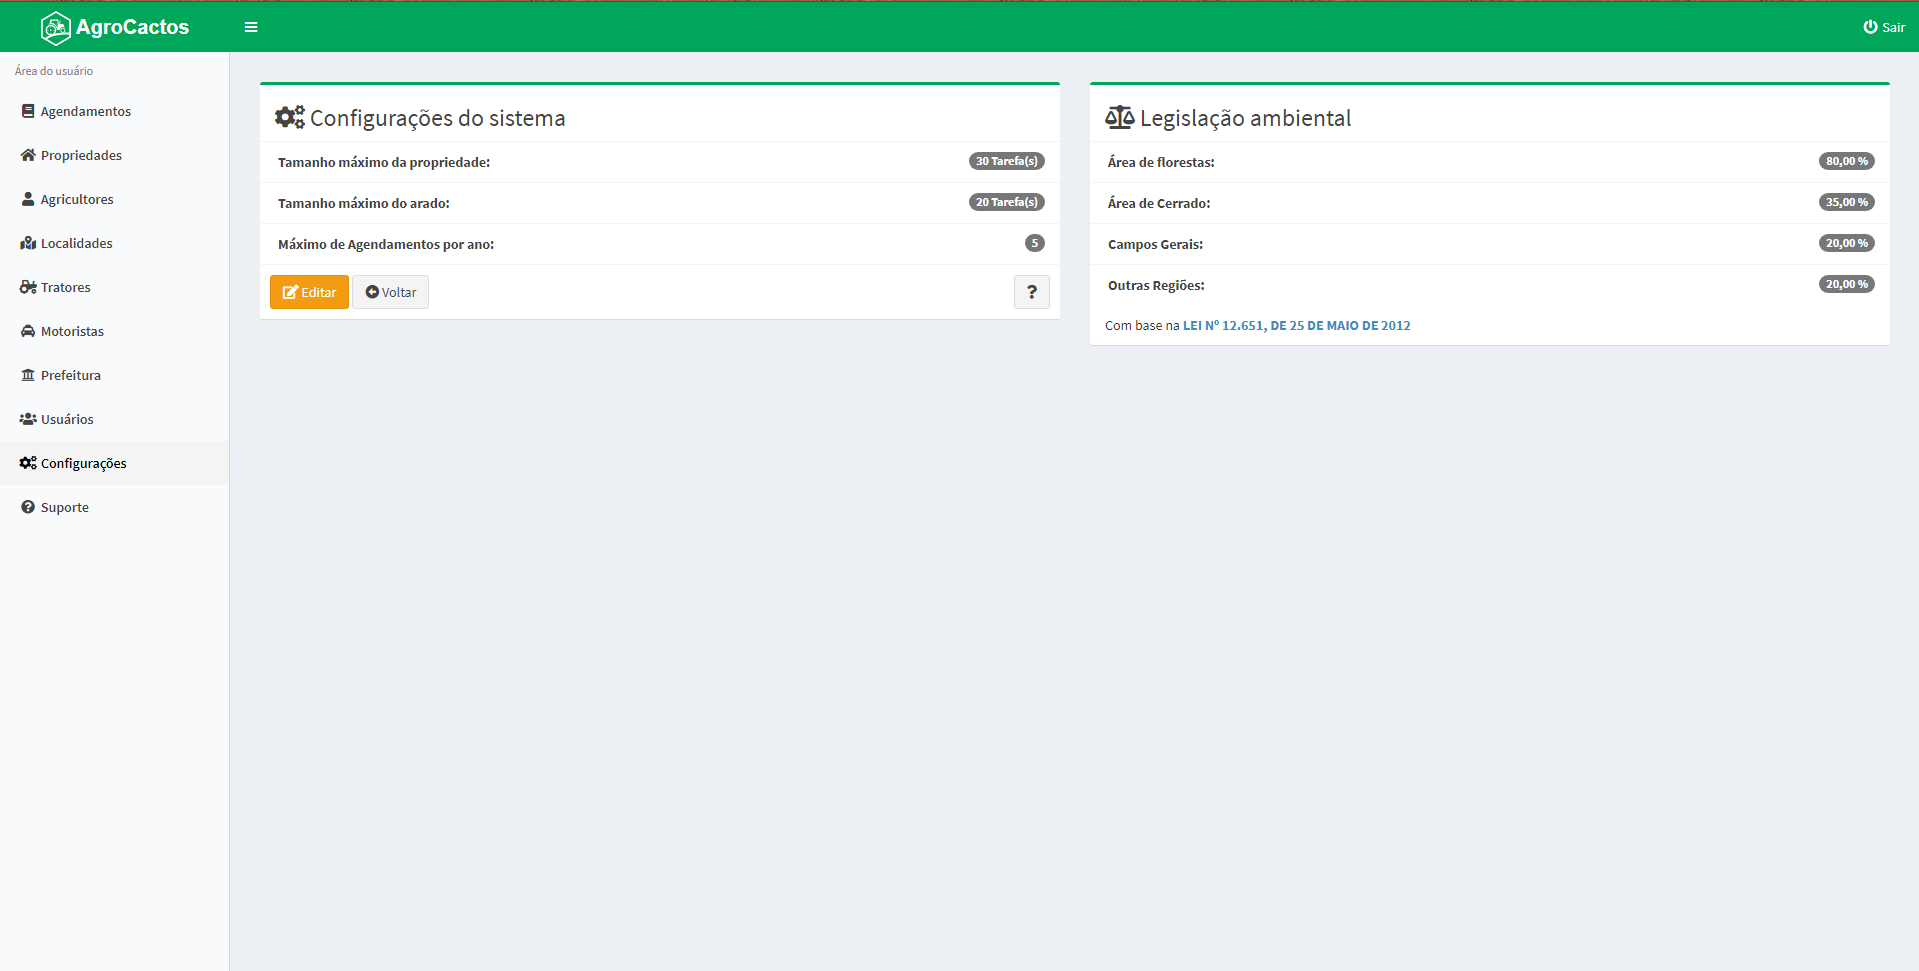 AgroCactos
Sair
Área do usuário
Agendamentos
Propriedades
Agricultores
Localidades
Tratores
Motoristas
Prefeitura
Usuários
Configurações
Suporte
Configurações do sistema
Tamanho máximo da propriedade: 30 Tarefa(s)
Tamanho máximo do arado: 20 Tarefa(s)
Máximo de Agendamentos por ano: 5
Editar Voltar ?
Legislação ambiental
Área de florestas: 80,00 %
Área de Cerrado: 35,00 %
Campos Gerais: 20,00 %
Outras Regiões: 20,00 %
Com base na LEI Nº 12.651, DE 25 DE MAIO DE 2012